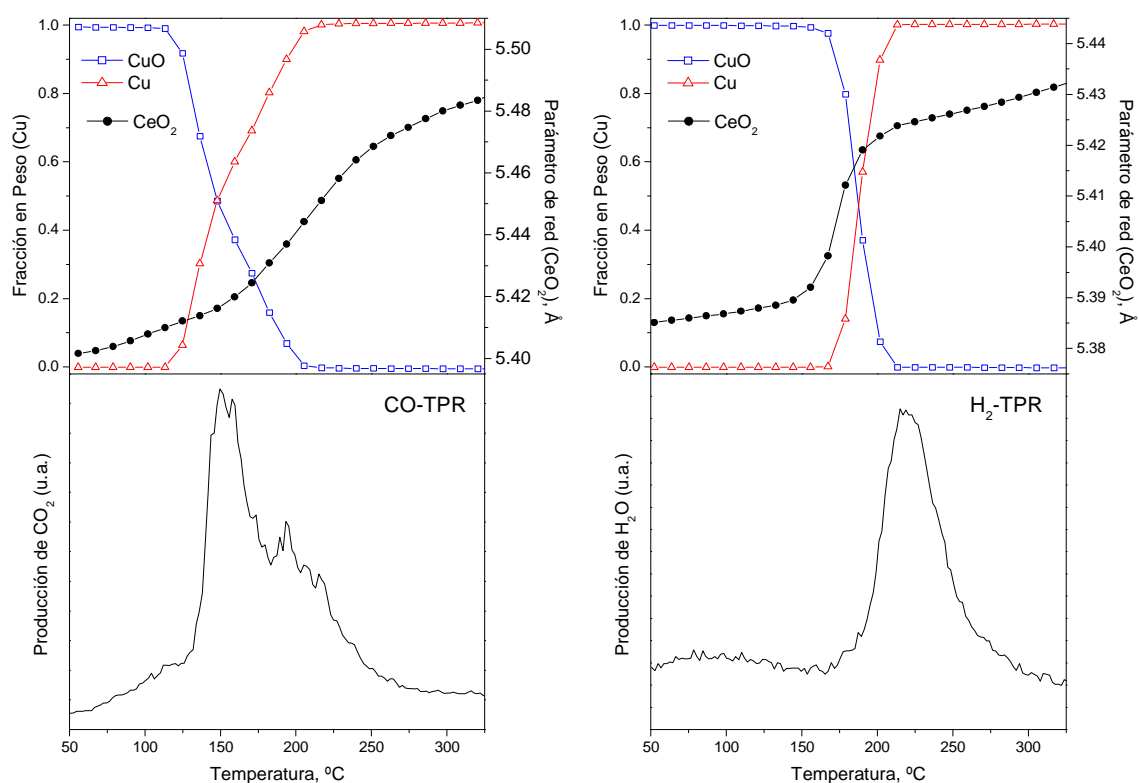 1.0
0.8
0.6
0.4
0.2
0.0
Fracción en Peso (Cu)
CuO
Cu
CeO2
5.50
5.48
5.46
5.45
5.44
5.42
5.41
5.40
Parámetro de red (CeO2), Å
CO-TPR
Producción de CO2 (u.a.)
50 100 150 200 250 300
Temperatura, ºC
1.0
0.8
0.6
0.4
0.2
0.0
Fracción en Peso (Cu)
CuO
Cu
CeO2
5.44
5.43
5.42
5.41
5.40
5.39
5.38
Parámetro de red (CeO2), Å
H2-TPR
Producción de H2O (u.a.)
50 100 150 200 250 300
Temperatura, ºC